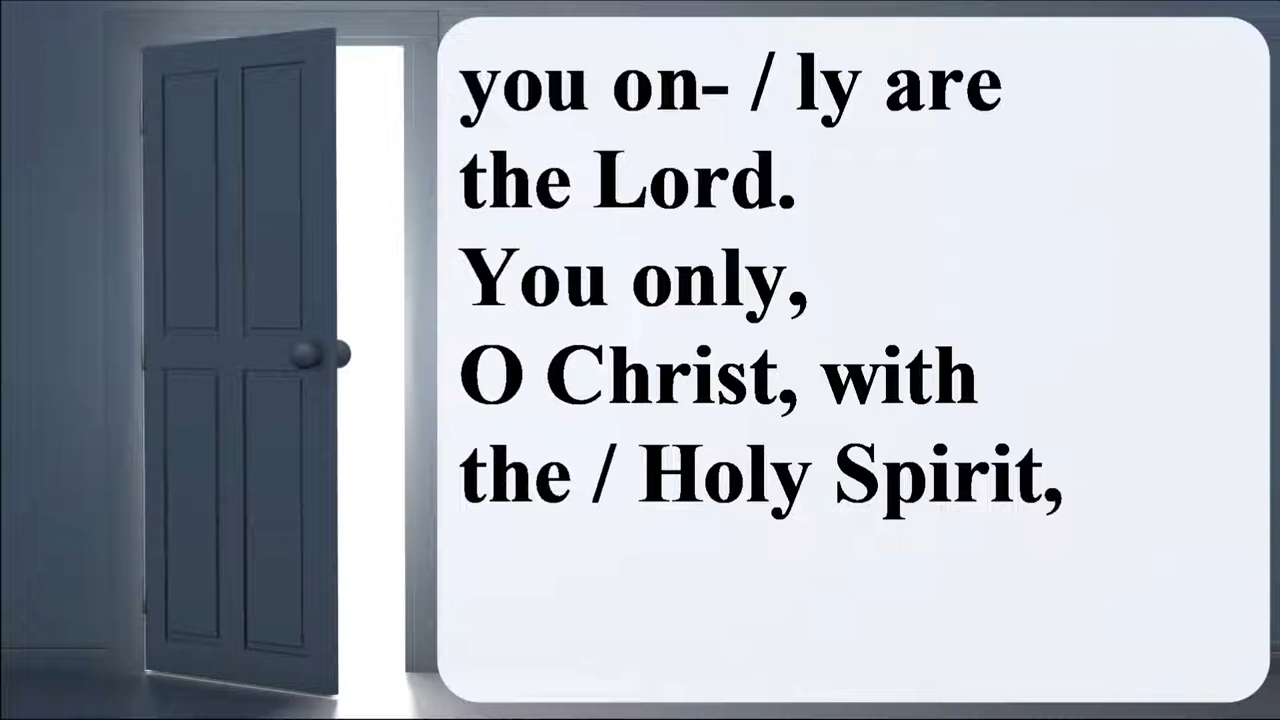 you on- / ly are
the Lord.
You only,
O Christ, with
the / Holy Spirit,